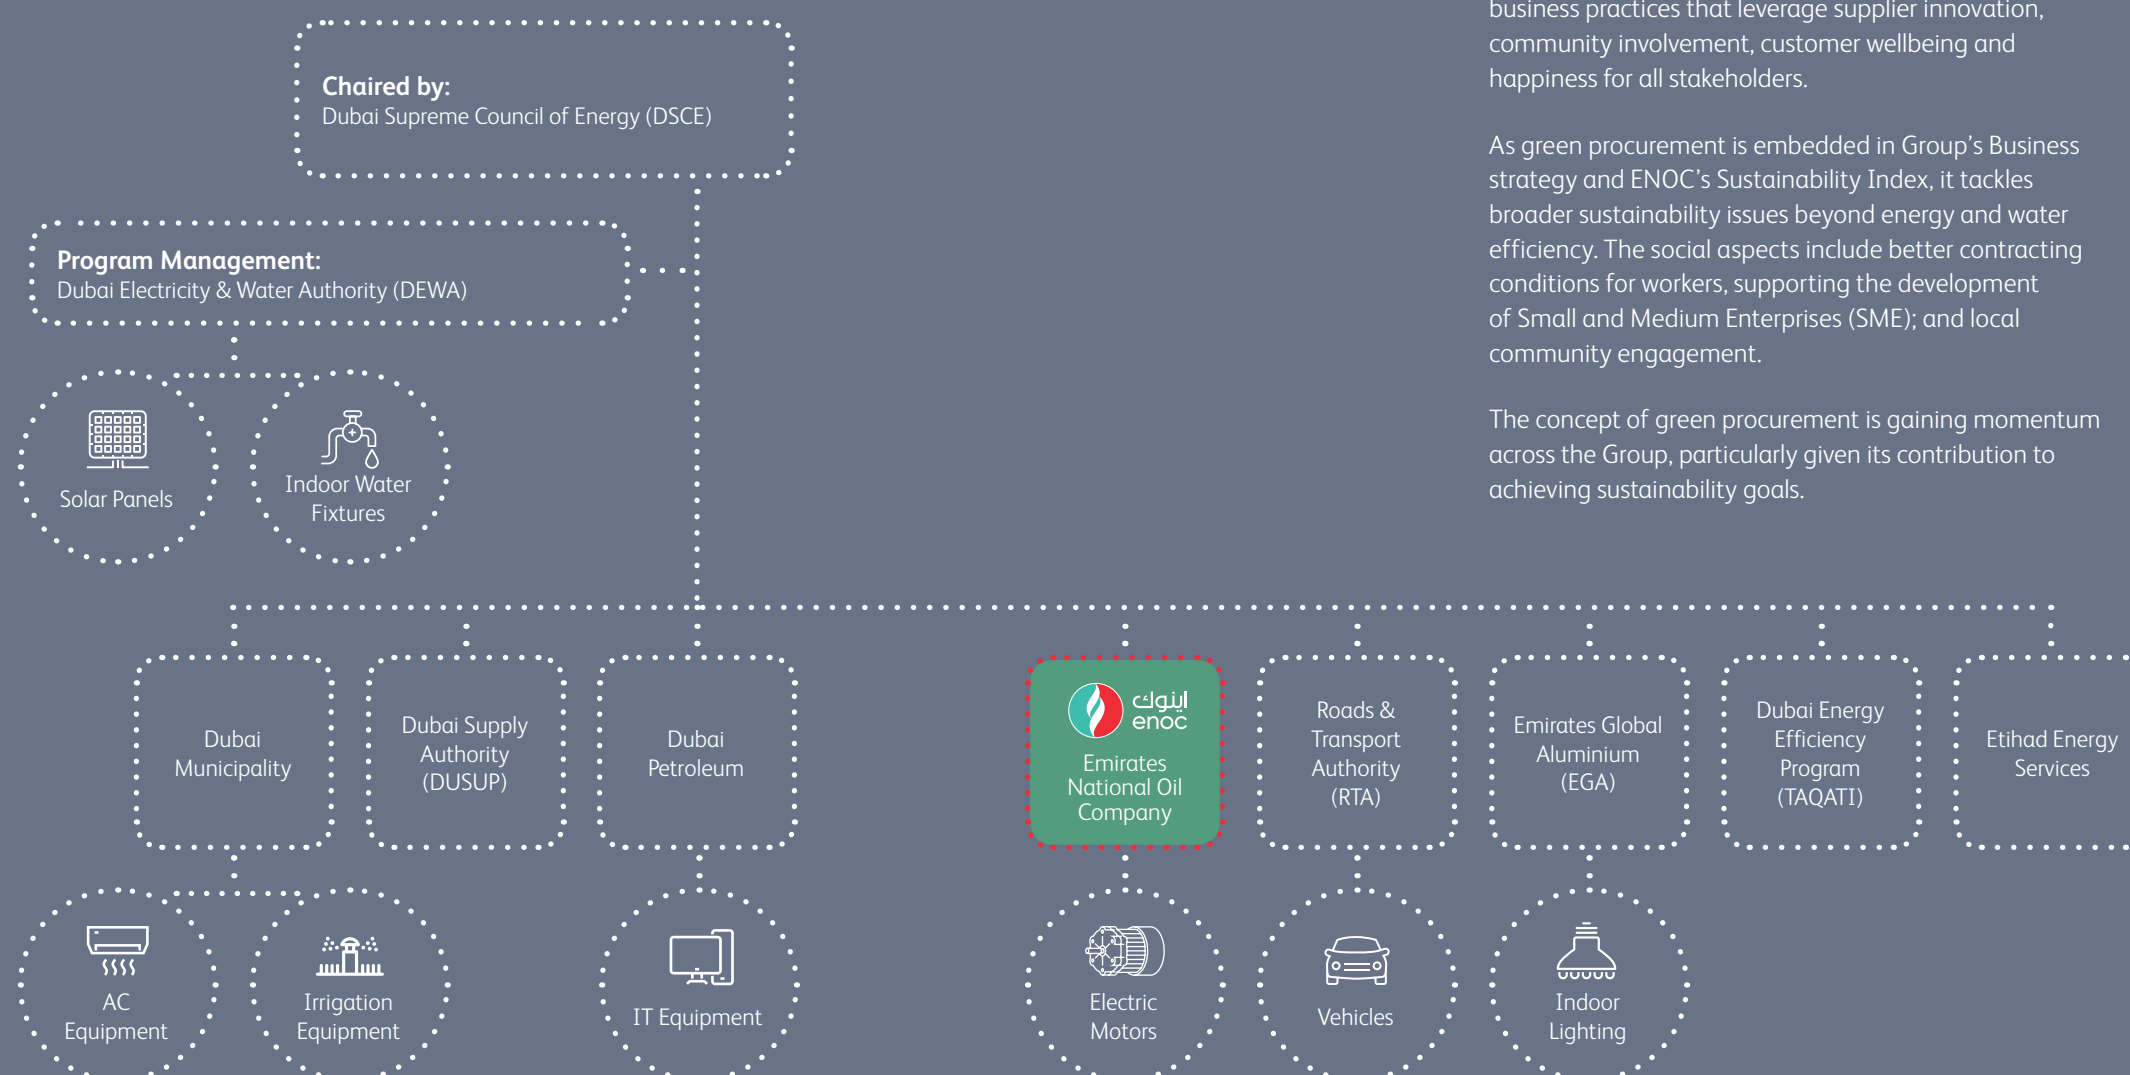 business practices that leverage supplier innovation,
community involvement, customer wellbeing and
happiness for all stakeholders.
As green procurement is embedded in Group's Business
strategy and ENOC's Sustainability Index, it tackles
broader sustainability issues beyond energy and water
efficiency. The social aspects include better contracting
conditions for workers, supporting the development
of Small and Medium Enterprises (SME); and local
community engagement.
The concept of green procurement is gaining momentum
across the Group, particularly given its contribution to
achieving sustainability goals.
Chaired by:
Dubai Supreme Council of Energy (DSCE)
Program Management:
Dubai Electricity & Water Authority (DEWA)
Solar Panels
Indoor Water
Fixtures
Dubai
Municipality
Dubai Supply
Authority
(DUSUP)
Dubai
Petroleum
اينوك
enoc
Emirates
National Oil
Company
Roads &
Transport
Authority
(RTA)
Emirates Global
Aluminium
(EGA)
Dubai Energy
Efficiency
Program
(TAQATI)
Etihad Energy
Services
AC
Equipment
Irrigation
Equipment
IT Equipment
Electric
Motors
Vehicles
Indoor
Lighting